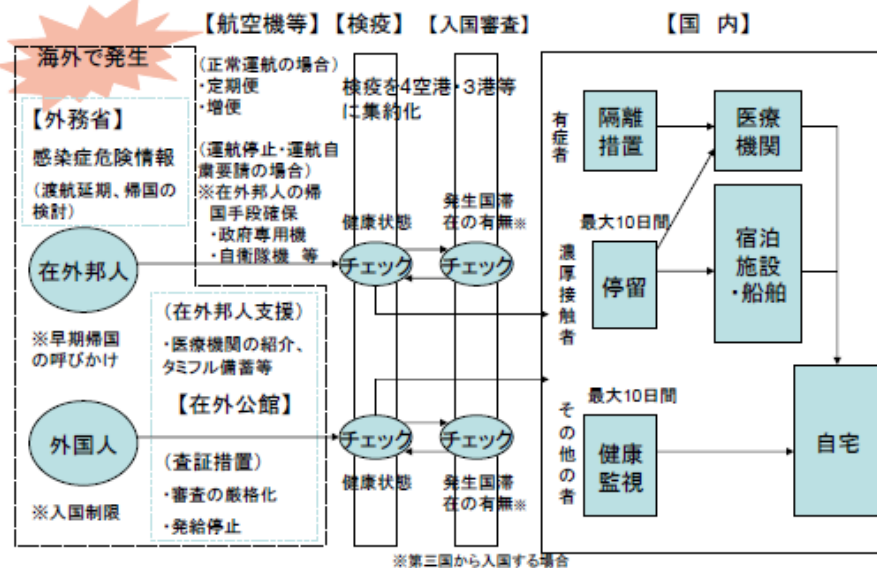 【航空機等】【検疫】【入国審査】【国 内】
海外で発生
【外務省】
感染症危険情報
(渡航延期、帰国の
検討)
在外邦人
※早期帰国
の呼びかけ
外国人
※入国制限
(正常運航の場合)
・定期便
・増便
(運航停止・運航自
粛要請の場合)
※在外邦人の帰
国手段確保
・政府専用機
・自衛隊機 等
(在外邦人支援)
・医療機関の紹介、
タミフル備蓄等
【在外公館】
(査証措置)
・審査の厳格化
・発給停止
検疫を4空港・3港等
に集約化
健康状態
チェック
発生国滞
在の有無※
チェック
チェック
健康状態
チェック
発生国滞
在の有無※
※第三国から入国する場合
有症者
隔離
措置
医療
機関
最大10日間
濃厚接触者
停留
宿泊
施設
・船舶
最大10日間
その他の者
健康
監視
自宅